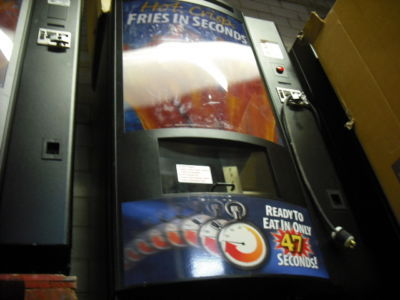 Hot Crisp
FRIES IN SECONDS
READY TO
EAT IN ONLY
47
SECONDS!